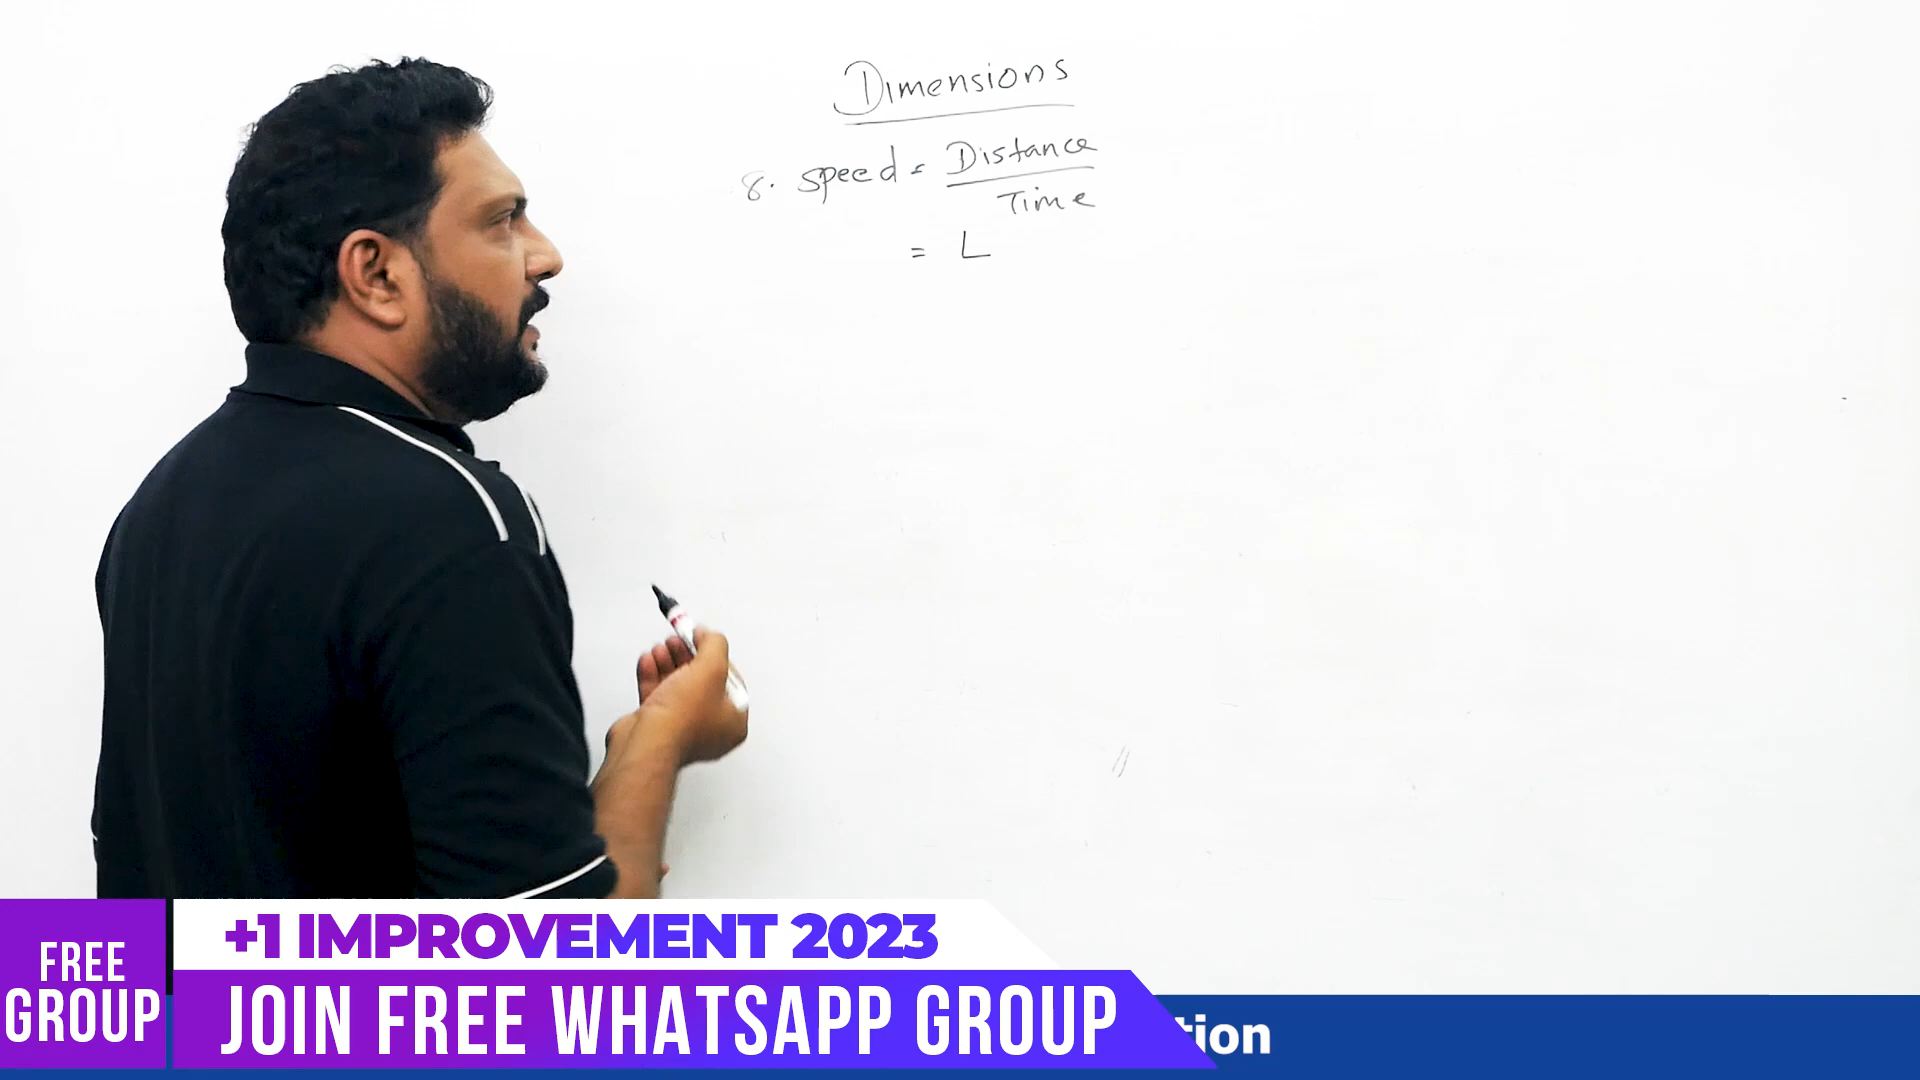 Dimensions
8. Speed = Distance
Time
= L
+1 IMPROVEMENT 2023
FREE
GROUP
JOIN FREE WHATSAPP GROUP
tion